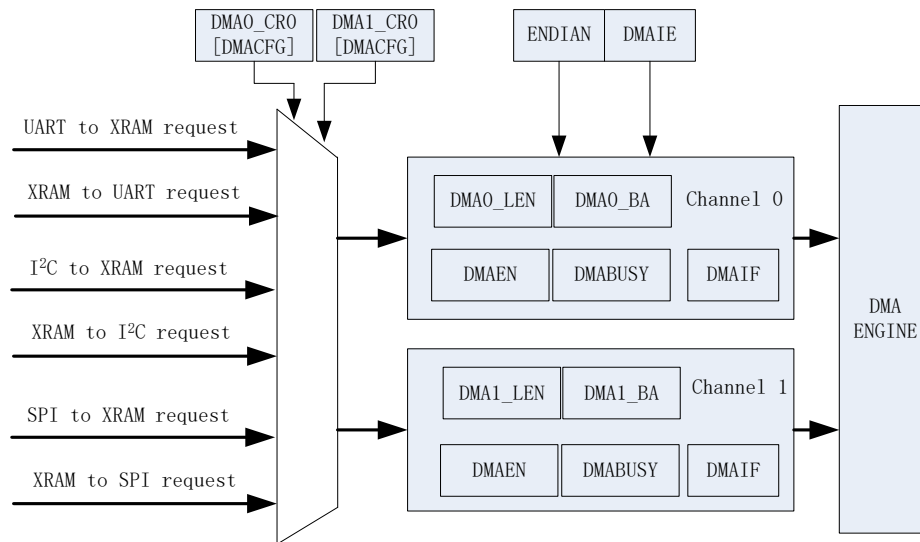 DMA0_CR0
[DMACFG]
DMA1_CR0
[DMACFG]
ENDIAN
DMAIE
UART to XRAM request
XRAM to UART request
I²C to XRAM request
XRAM to I²C request
SPI to XRAM request
XRAM to SPI request
DMA0_LEN
DMA0_BA
Channel 0
DMAEN
DMABUSY
DMAIF
DMA1_LEN
DMA1_BA
Channel 1
DMAEN
DMABUSY
DMAIF
DMA
ENGINE